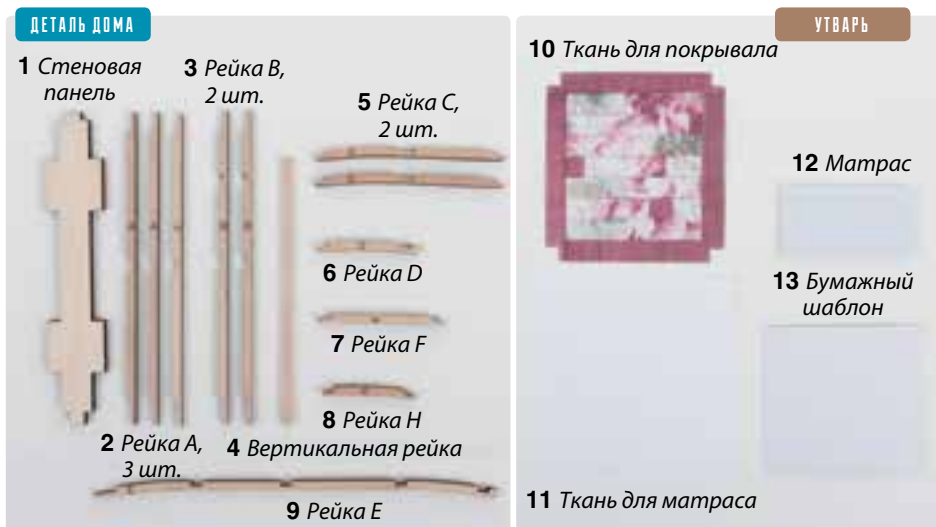 ДЕТАЛЬ ДОМА
1 Стеновая
панель
3 Рейка B,
2 шт.
5 Рейка C,
2 шт.
6 Рейка D
7 Рейка F
8 Рейка H
2 Рейка A,
3 шт.
4 Вертикальная рейка
9 Рейка E
УТВАРЬ
10 Ткань для покрывала
12 Матрас
13 Бумажный
шаблон
11 Ткань для матраса